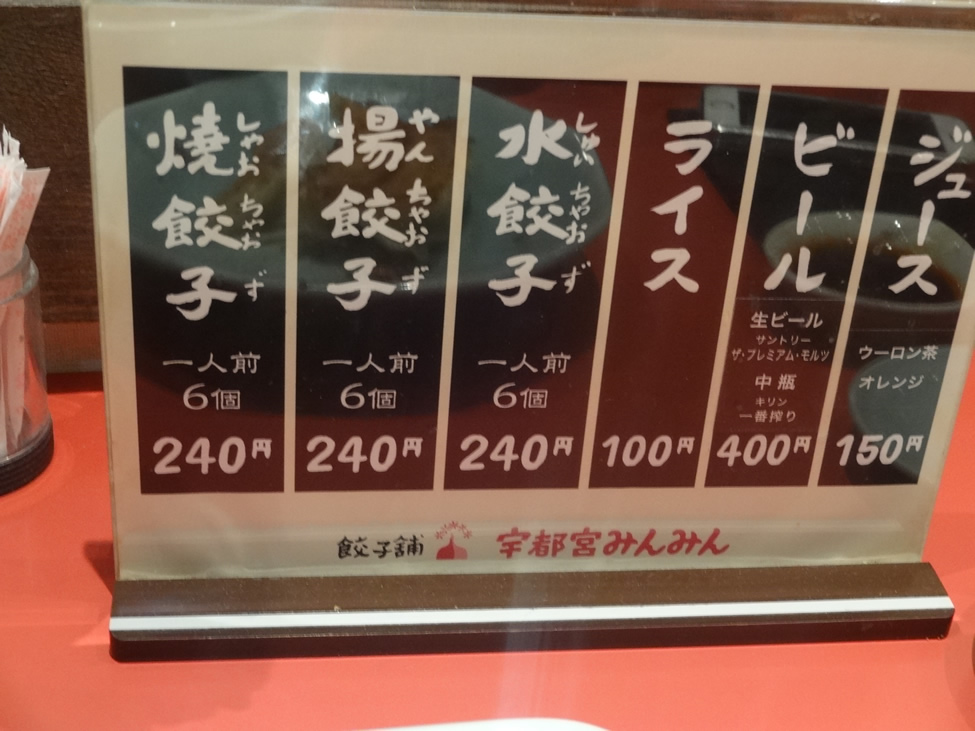 焼餃子
しゃおちゃおず
一人前
6個
240円
揚餃子
やんちゃおず
一人前
6個
240円
水餃子
しゅいちゃおず
一人前
6個
240円
ライス
100円
ビール
生ビール
サントリー
ザ・プレミアム・モルツ
中瓶
キリン
一番搾り
400円
ジュース
ウーロン茶
オレンジ
150円
餃子舗 宇都宮みんみん